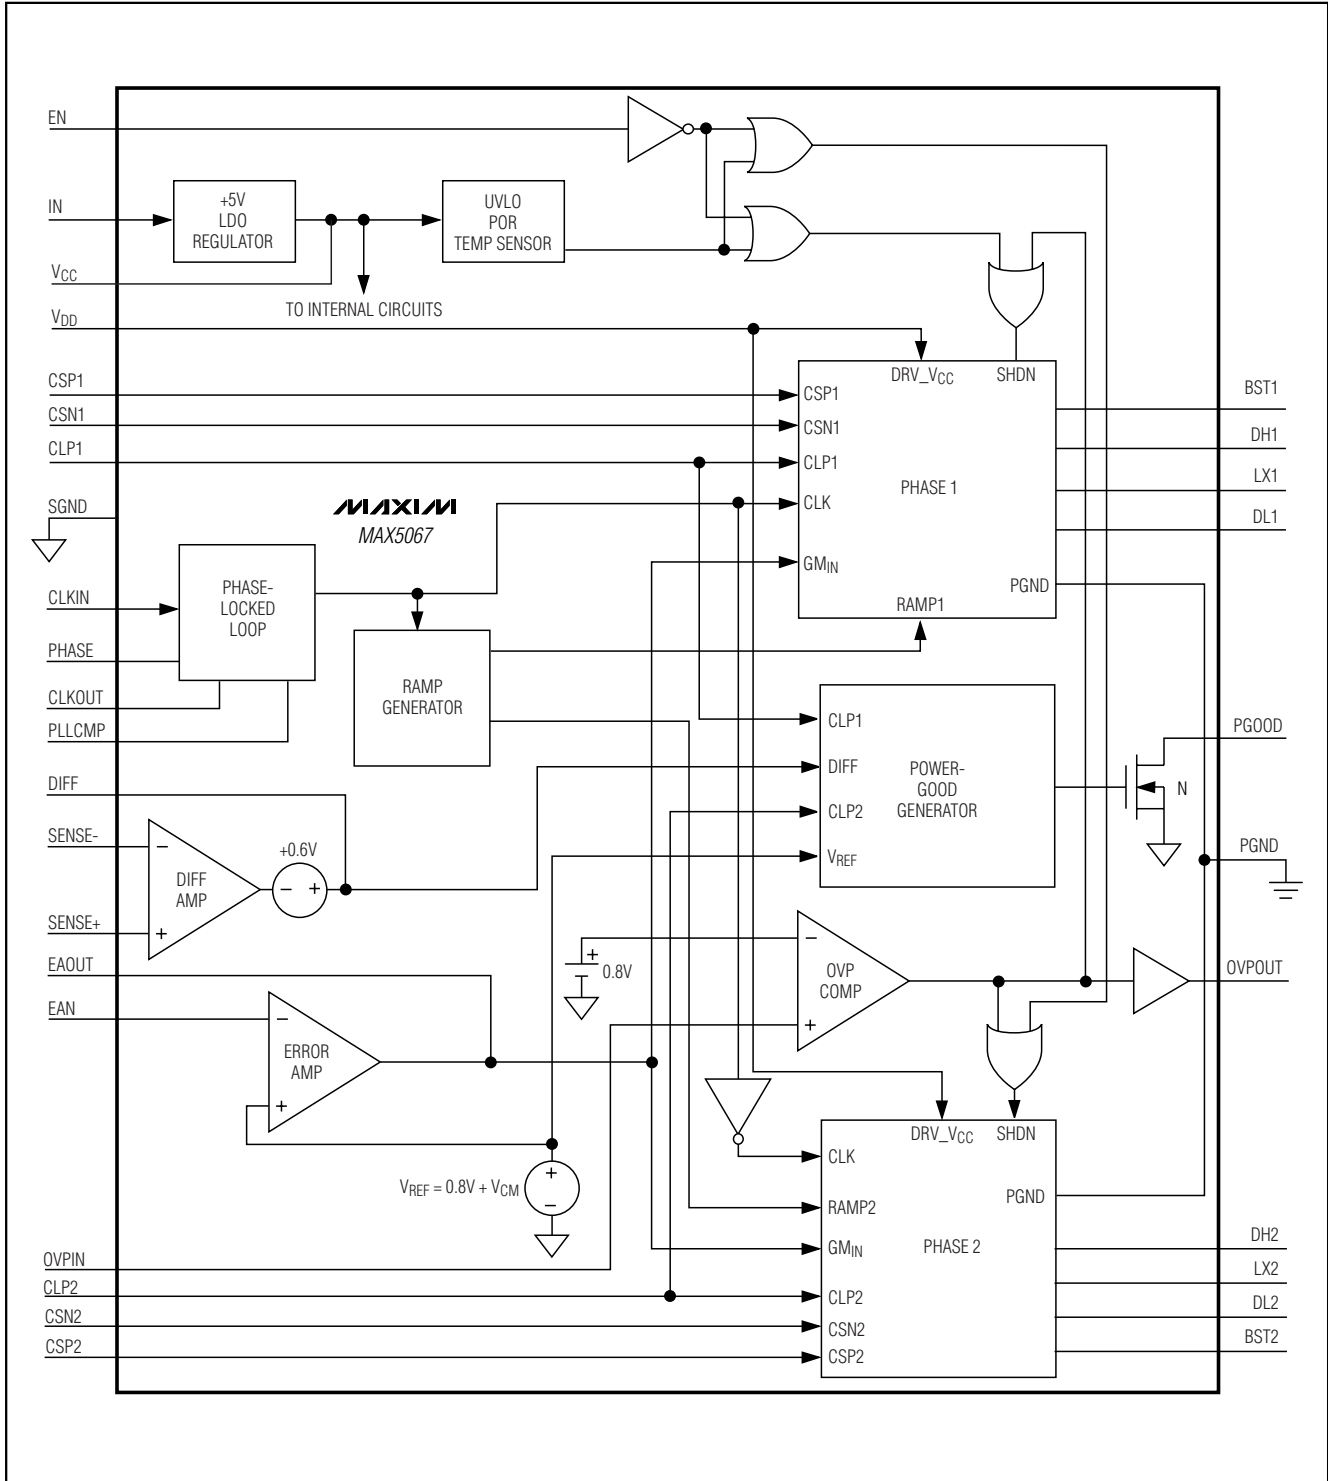 EN
IN
+5V
LDO
REGULATOR
UVLO
POR
TEMP SENSOR
VCC
TO INTERNAL CIRCUITS
VDD
DRV_VCC
SHDN
CSP1
CSP1
BST1
CSN1
CSN1
DH1
CLP1
CLP1
PHASE 1
LX1
SGND
MAXIM
MAX5067
CLK
DL1
GMIN
PGND
RAMP1
CLKIN
PHASE-
LOCKED
LOOP
PHASE
RAMP
GENERATOR
CLKOUT
PLLCMP
CLP1
PGOOD
DIFF
DIFF
POWER-
GOOD
GENERATOR
N
CLP2
SENSE-
−
+0.6V
VREF
PGND
DIFF
AMP
− +
SENSE+
+
EAOUT
+
0.8V
−
OVP
COMP
+
OVPOUT
EAN
−
ERROR
AMP
+
DRV_VCC
SHDN
CLK
VREF = 0.8V + VCM
+
−
RAMP2
PGND
GMIN
PHASE 2
DH2
OVPIN
LX2
CLP2
CLP2
DL2
CSN2
CSN2
BST2
CSP2
CSP2